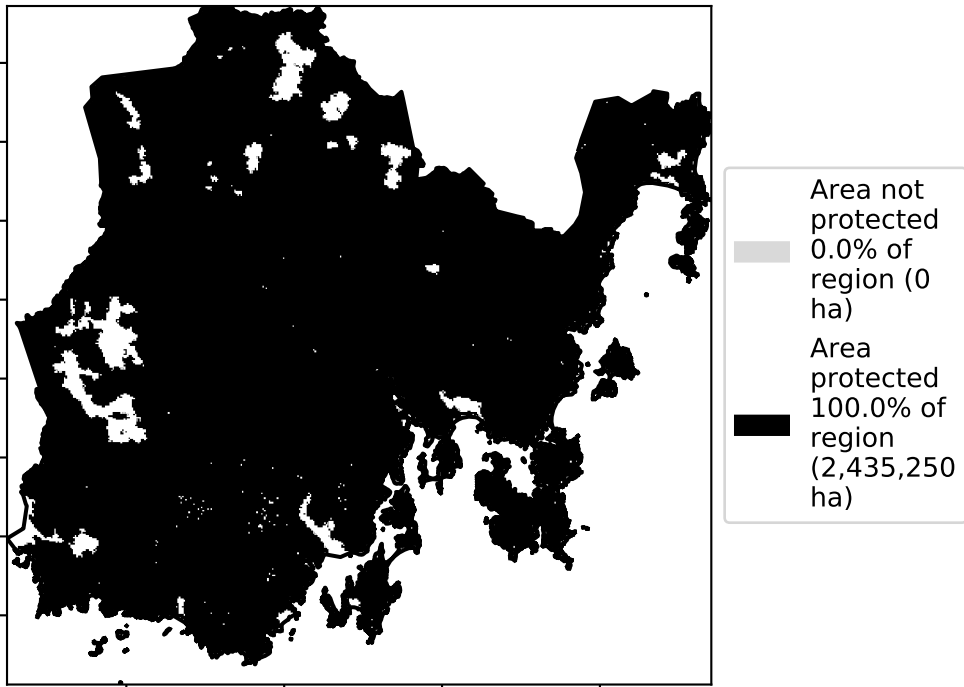 Area not
protected
0.0% of
region (0
ha)
Area
protected
100.0% of
region
(2,435,250
ha)